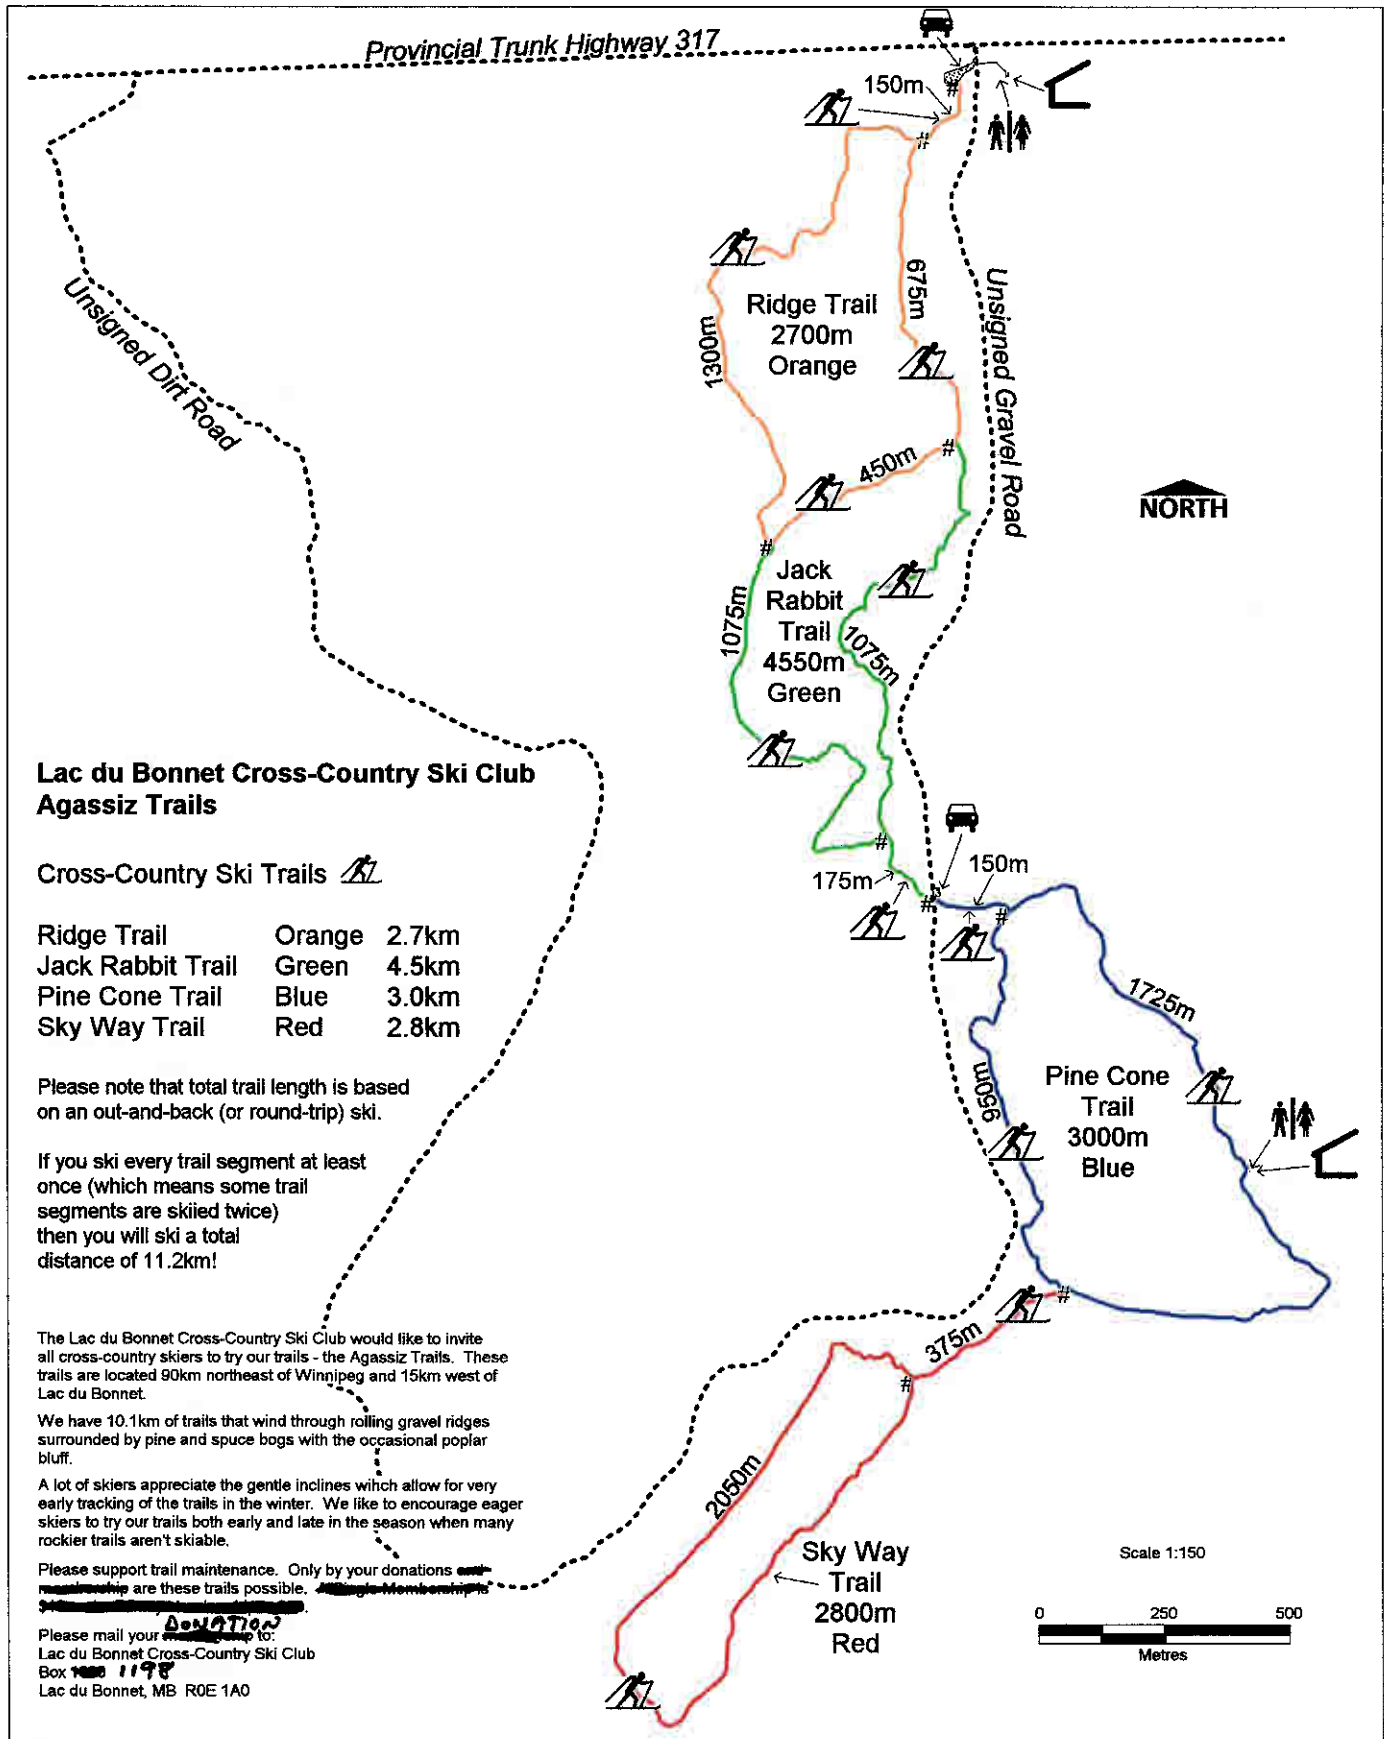 Provincial Trunk Highway 317
150m
Unsigned Dirt Road
675m
Unsigned Gravel Road
Ridge Trail
2700m
Orange
1300m
450m
NORTH
Jack
Rabbit
Trail
4550m
Green
1075m
1075m
175m
150m
1725m
950m
Pine Cone
Trail
3000m
Blue
375m
2050m
Sky Way
Trail
2800m
Red
Lac du Bonnet Cross-Country Ski Club
Agassiz Trails
Cross-Country Ski Trails
Ridge Trail Orange 2.7km
Jack Rabbit Trail Green 4.5km
Pine Cone Trail Blue 3.0km
Sky Way Trail Red 2.8km
Please note that total trail length is based
on an out-and-back (or round-trip) ski.
If you ski every trail segment at least
once (which means some trail
segments are skiied twice)
then you will ski a total
distance of 11.2km!
The Lac du Bonnet Cross-Country Ski Club would like to invite
all cross-country skiers to try our trails - the Agassiz Trails. These
trails are located 90km northeast of Winnipeg and 15km west of
Lac du Bonnet.
We have 10.1km of trails that wind through rolling gravel ridges
surrounded by pine and spuce bogs with the occasional poplar
bluff.
A lot of skiers appreciate the gentle inclines wihch allow for very
early tracking of the trails in the winter. We like to encourage eager
skiers to try our trails both early and late in the season when many
rockier trails aren't skiable.
Please support trail maintenance. Only by your donations
are these trails possible.
DONATION
Please mail your to:
Lac du Bonnet Cross-Country Ski Club
Box 1198
Lac du Bonnet, MB R0E 1A0
Scale 1:150
0 250 500
Metres